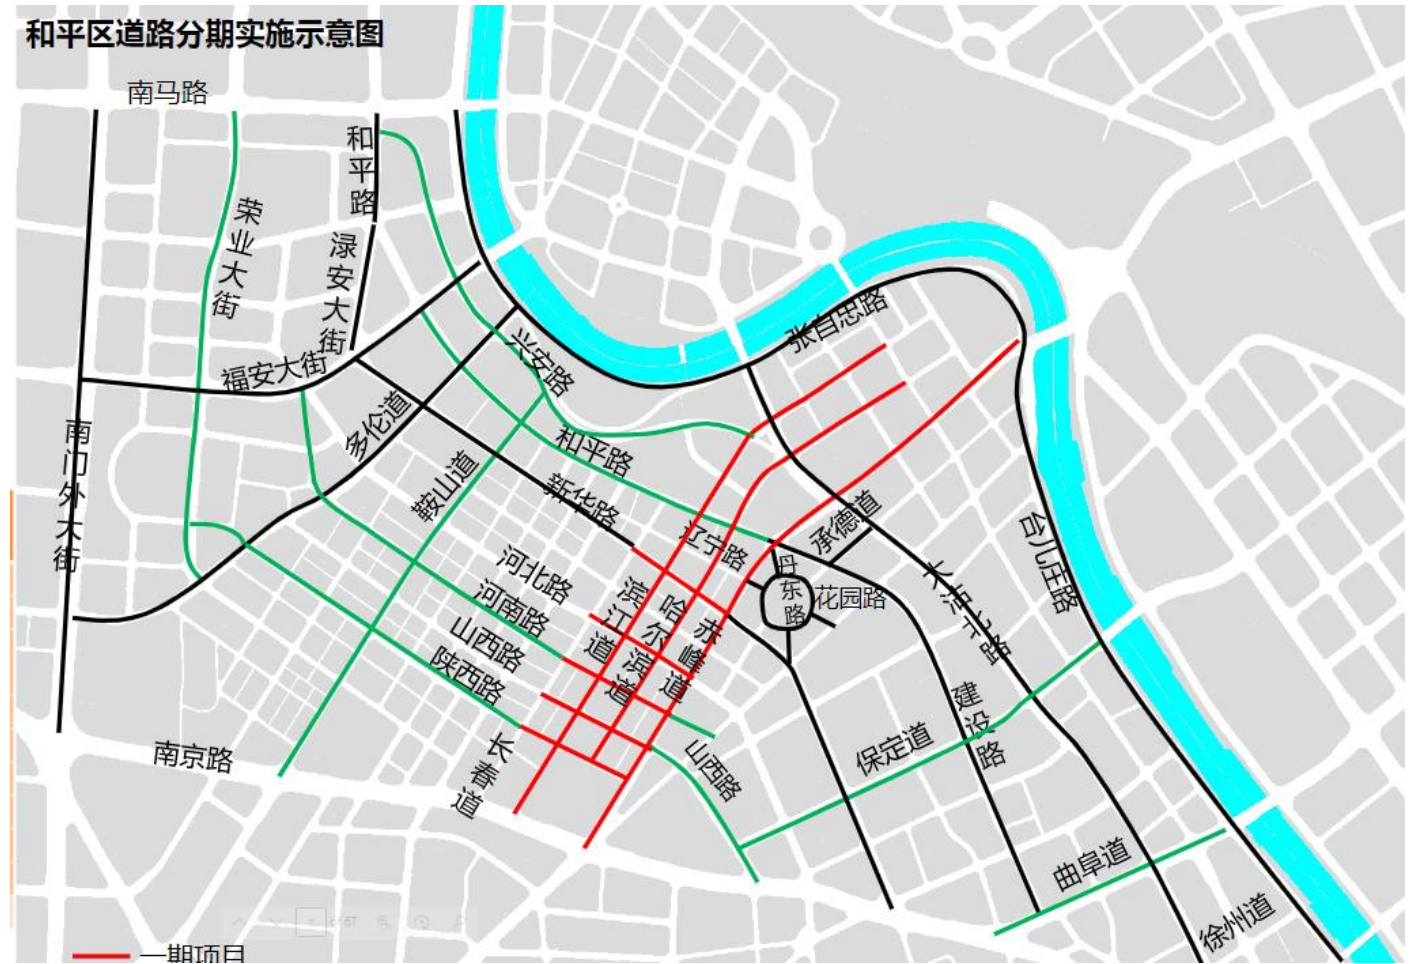 和平区道路分期实施示意图
南马路
和平路
荣业大街
渌安大街
福安大街
兴安路
张自忠路
多伦道
南门外大街
鞍山道
和平路
新华路
辽宁路
承德道
台儿庄路
河北路
丹东路
花园路
大沽北路
河南路
滨江道
哈尔滨道
赤峰道
山西路
陕西路
建设路
长春道
南京路
山西路
保定道
曲阜道
徐州道
一期项目